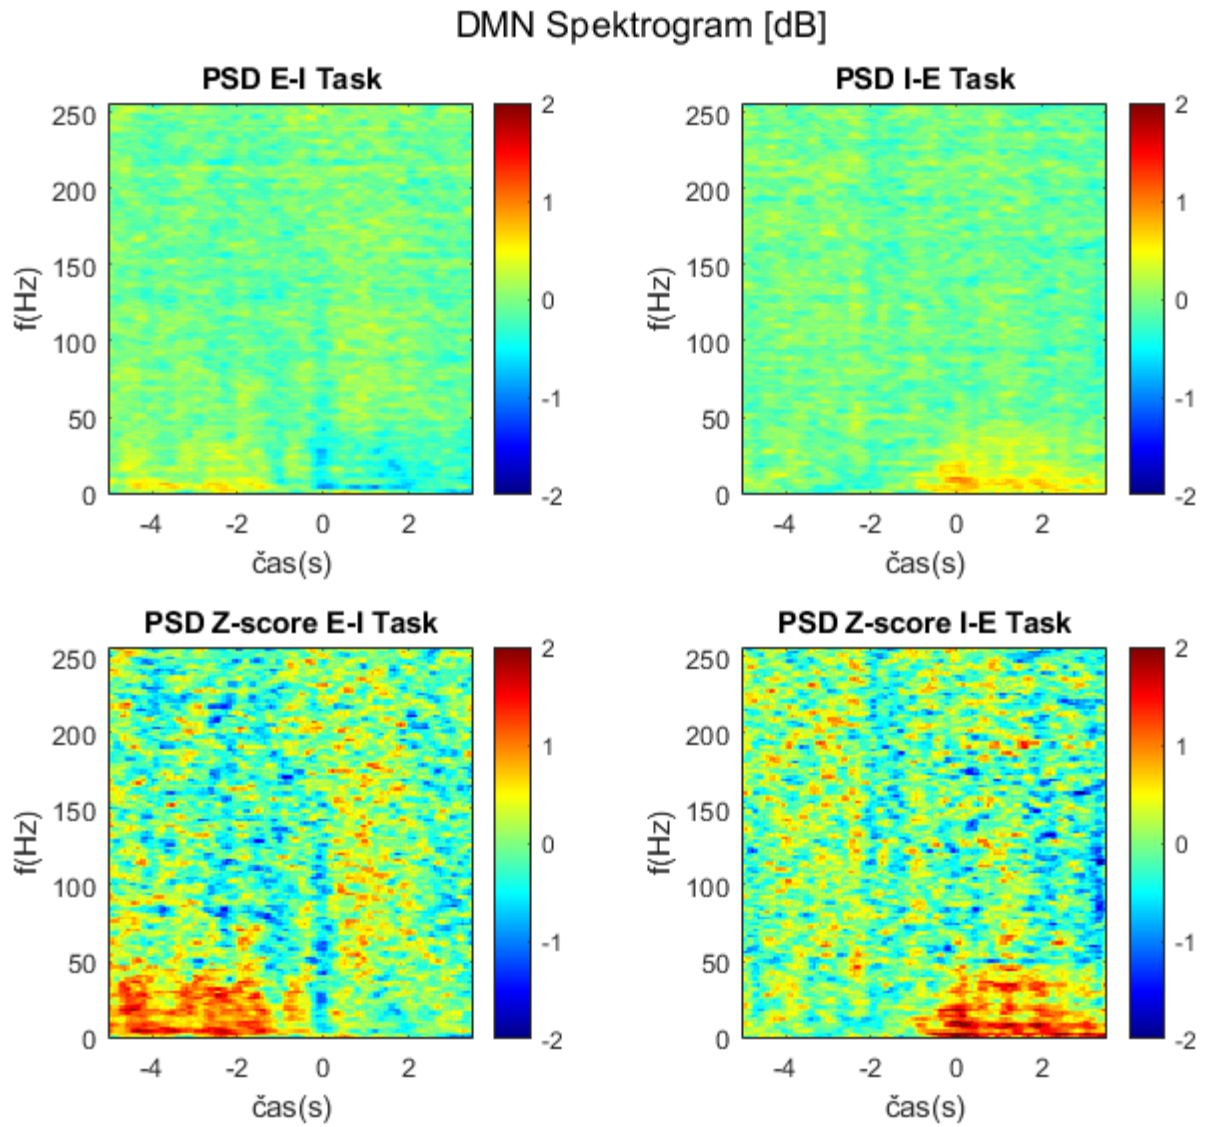 DMN Spektrogram [dB]
PSD E-I Task
250
200
150
100
50
0
f(Hz)
-4 -2 0 2
čas(s)
2
1
0
-1
-2
PSD I-E Task
250
200
150
100
50
0
f(Hz)
-4 -2 0 2
čas(s)
2
1
0
-1
-2
PSD Z-score E-I Task
250
200
150
100
50
0
f(Hz)
-4 -2 0 2
čas(s)
2
1
0
-1
-2
PSD Z-score I-E Task
250
200
150
100
50
0
f(Hz)
-4 -2 0 2
čas(s)
2
1
0
-1
-2